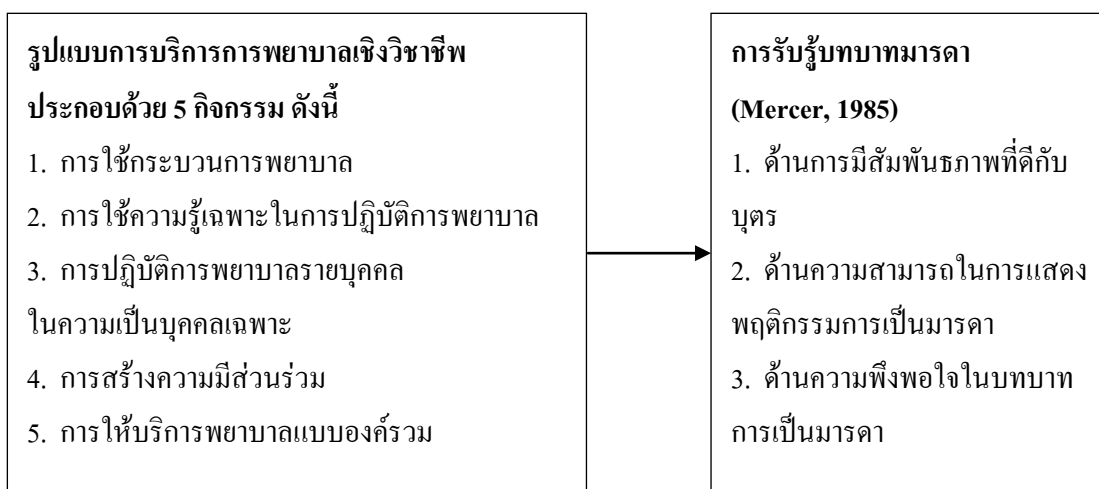 รูปแบบการบริการการพยาบาลเชิงวิชาชีพ
ประกอบด้วย 5 กิจกรรม ดังนี้
1. การใช้กระบวนการพยาบาล
2. การใช้ความรู้เฉพาะในการปฏิบัติการพยาบาล
3. การปฏิบัติการพยาบาลรายบุคคล
ในความเป็นบุคคลเฉพาะ
4. การสร้างความมีส่วนร่วม
5. การให้บริการพยาบาลแบบองค์รวม
การรับรู้บทบาทมารดา
(Mercer, 1985)
1. ด้านการมีสัมพันธภาพที่ดีกับ
บุตร
2. ด้านความสามารถในการแสดง
พฤติกรรมการเป็นมารดา
3. ด้านความพึงพอใจในบทบาท
การเป็นมารดา